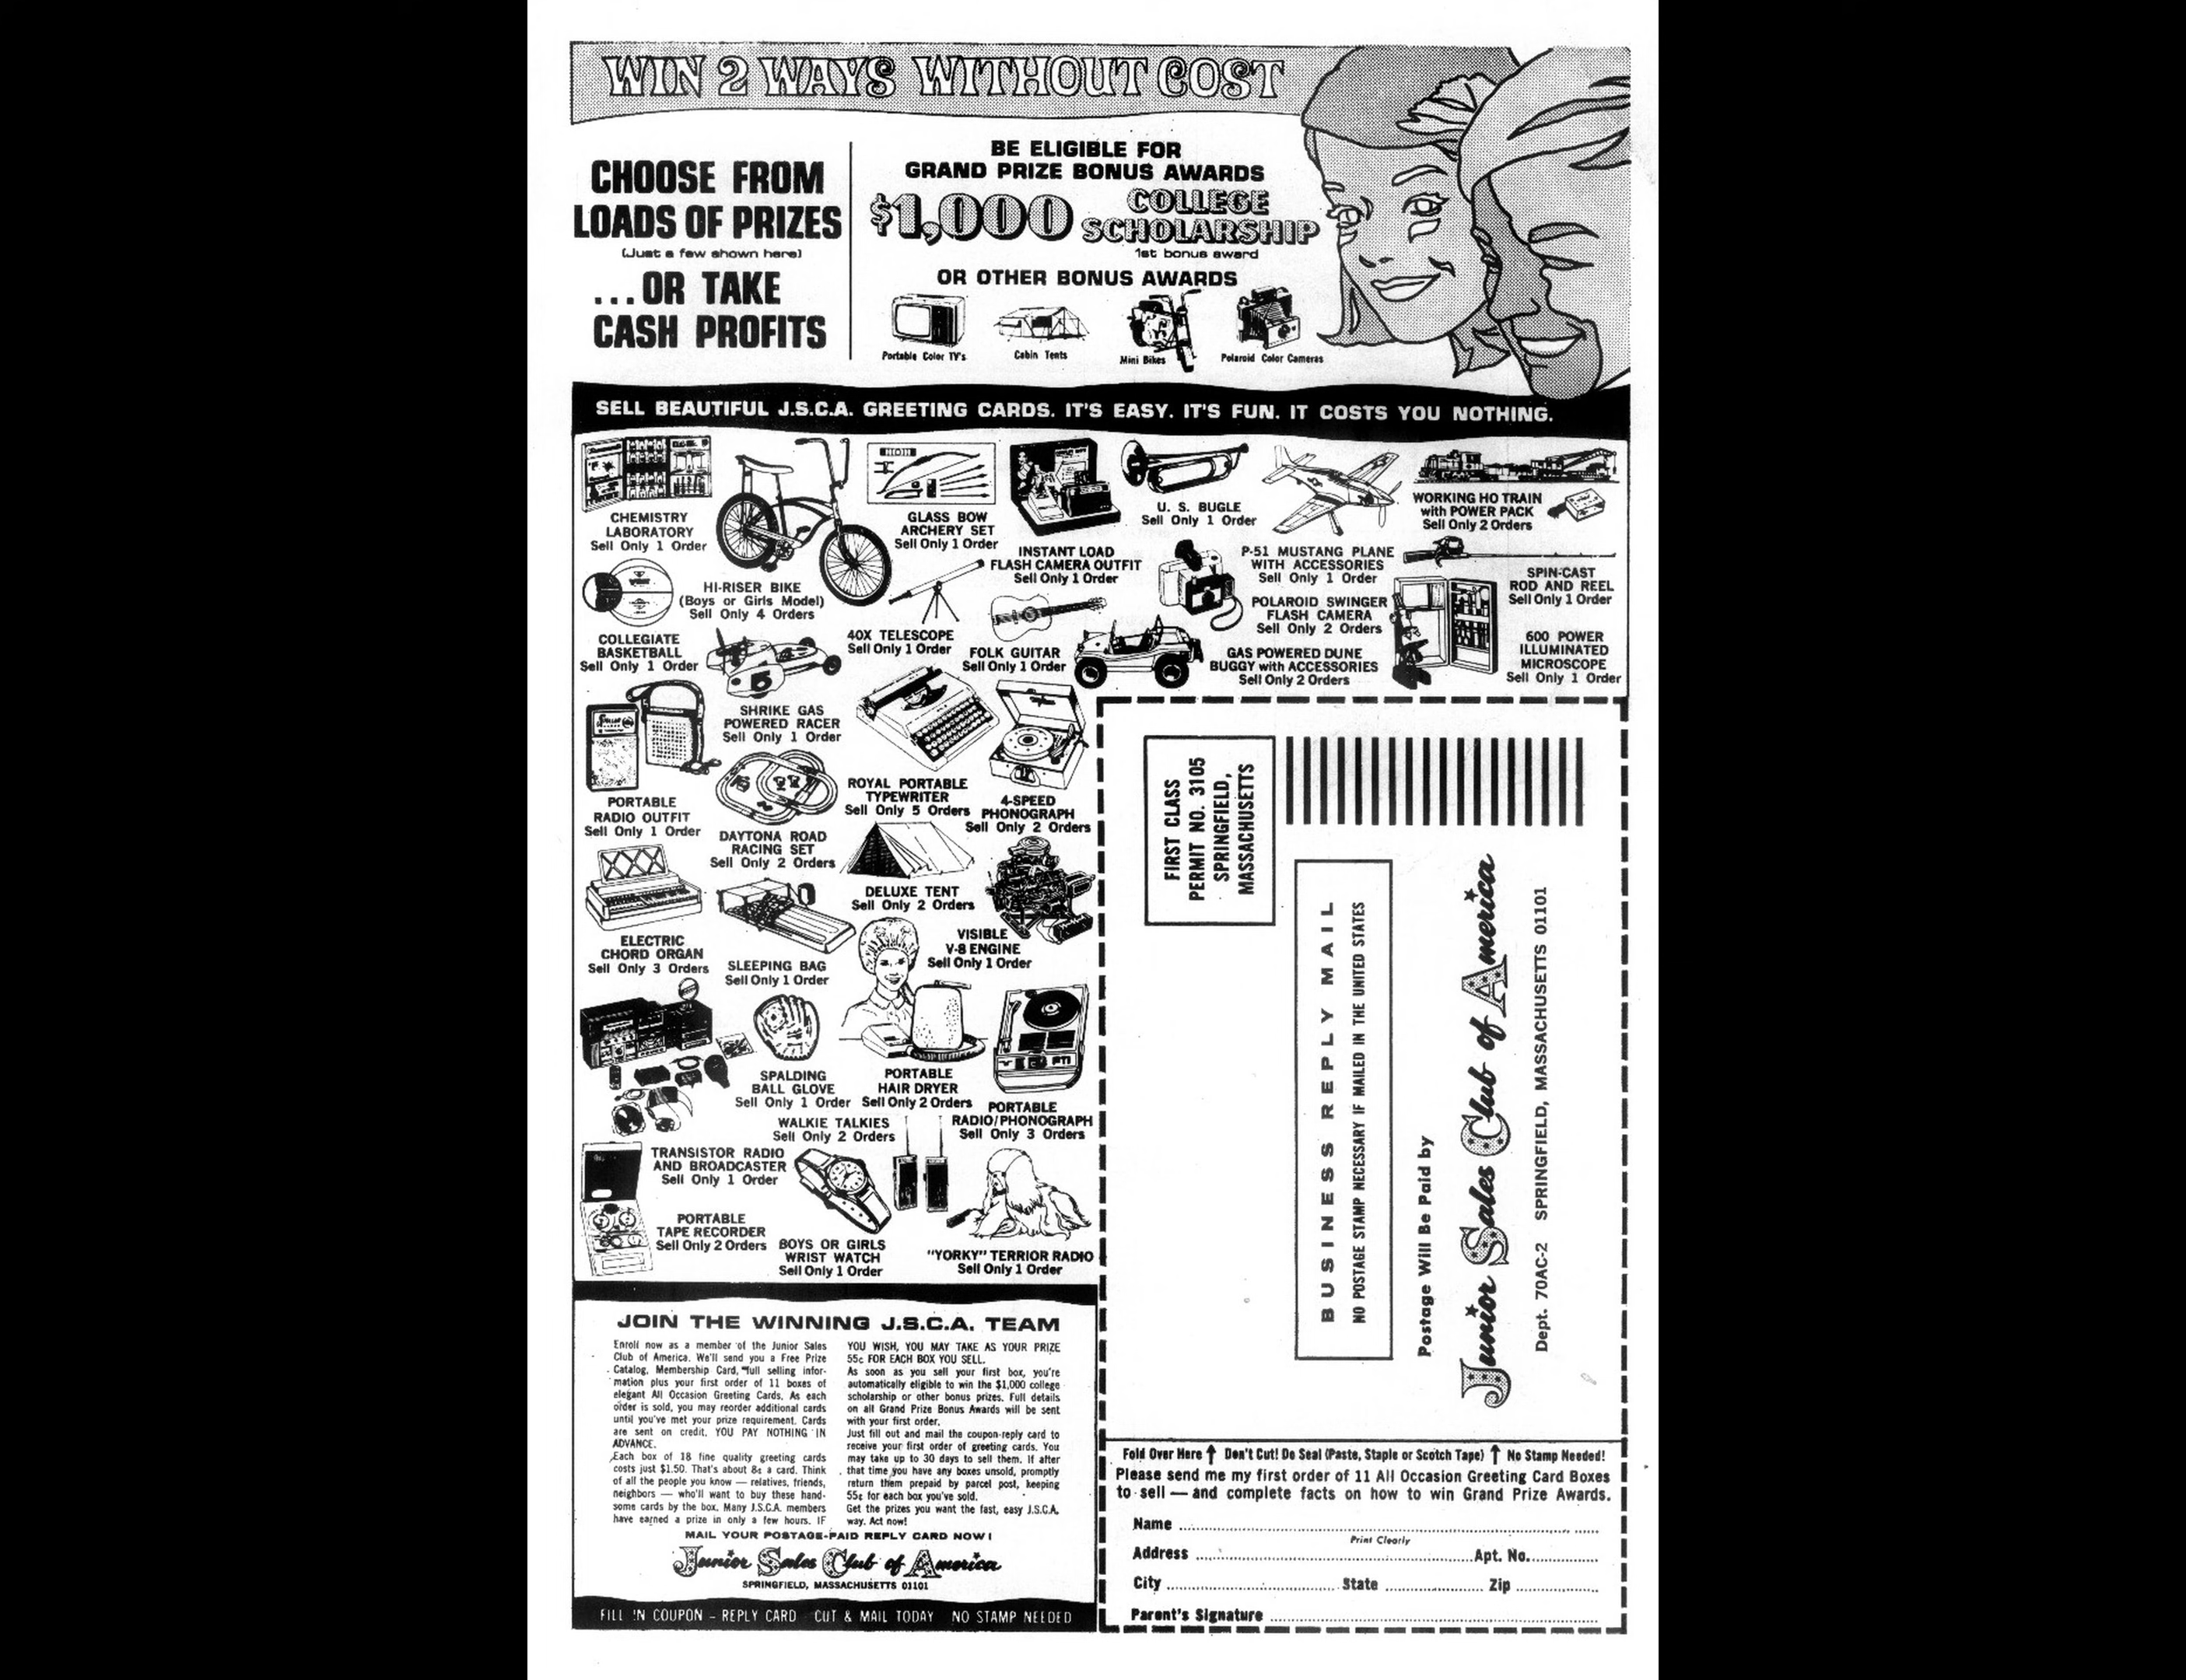 WIN 2 WAYS WITHOUT COST
CHOOSE FROM
LOADS OF PRIZES
(Just a few shown here)
...OR TAKE
CASH PROFITS
BE ELIGIBLE FOR
GRAND PRIZE BONUS AWARDS
$1,000 COLLEGE
SCHOLARSHIP
1st bonus award
OR OTHER BONUS AWARDS
Portable Color TV's
Cabin Tents
Mini Bikes
Polaroid Color Cameras
SELL BEAUTIFUL J.S.C.A. GREETING CARDS. IT'S EASY. IT'S FUN. IT COSTS YOU NOTHING.
CHEMISTRY
LABORATORY
Sell Only 1 Order
HI-RISER BIKE
(Boys or Girls Model)
Sell Only 4 Orders
GLASS BOW
ARCHERY SET
Sell Only 1 Order
INSTANT LOAD
FLASH CAMERA OUTFIT
Sell Only 1 Order
U. S. BUGLE
Sell Only 1 Order
P-51 MUSTANG PLANE
WITH ACCESSORIES
Sell Only 1 Order
WORKING HO TRAIN
with POWER PACK
Sell Only 2 Orders
SPIN-CAST
ROD AND REEL
Sell Only 1 Order
COLLEGIATE
BASKETBALL
Sell Only 1 Order
40X TELESCOPE
Sell Only 1 Order
FOLK GUITAR
Sell Only 1 Order
POLAROID SWINGER
FLASH CAMERA
Sell Only 2 Orders
GAS POWERED DUNE
BUGGY with ACCESSORIES
Sell Only 2 Orders
600 POWER
ILLUMINATED
MICROSCOPE
Sell Only 1 Order
SHRIKE GAS
POWERED RACER
Sell Only 1 Order
5
PORTABLE
RADIO OUTFIT
Sell Only 1 Order
ROYAL PORTABLE
TYPEWRITER
Sell Only 5 Orders
4-SPEED
PHONOGRAPH
Sell Only 2 Orders
DAYTONA ROAD
RACING SET
Sell Only 2 Orders
DELUXE TENT
Sell Only 2 Orders
ELECTRIC
CHORD ORGAN
Sell Only 3 Orders
SLEEPING BAG
Sell Only 1 Order
VISIBLE
V-8 ENGINE
Sell Only 1 Order
SPALDING
BALL GLOVE
Sell Only 1 Order
PORTABLE
HAIR DRYER
Sell Only 2 Orders
PORTABLE
RADIO/PHONOGRAPH
Sell Only 3 Orders
WALKIE TALKIES
Sell Only 2 Orders
TRANSISTOR RADIO
AND BROADCASTER
Sell Only 1 Order
PORTABLE
TAPE RECORDER
Sell Only 2 Orders
BOYS OR GIRLS
WRIST WATCH
Sell Only 1 Order
"YORKY" TERRIOR RADIO
Sell Only 1 Order
JOIN THE WINNING J.S.C.A. TEAM
Enroll now as a member of the Junior Sales
Club of America. We'll send you a Free Prize
Catalog, Membership Card, full selling infor-
mation plus your first order of 11 boxes of
elegant All Occasion Greeting Cards. As each
order is sold, you may reorder additional cards
until you've met your prize requirement. Cards
are sent on credit. YOU PAY NOTHING IN
ADVANCE.
Each box of 18 fine quality greeting cards
costs just $1.50. That's about 8¢ a card. Think
of all the people you know — relatives, friends,
neighbors — who'll want to buy these hand-
some cards by the box. Many J.S.C.A. members
have earned a prize in only a few hours. IF
YOU WISH, YOU MAY TAKE AS YOUR PRIZE
55¢ FOR EACH BOX YOU SELL.
As soon as you sell your first box, you're
automatically eligible to win the $1,000 college
scholarship or other bonus prizes. Full details
on all Grand Prize Bonus Awards will be sent
with your first order.
Just fill out and mail the coupon-reply card to
receive your first order of greeting cards. You
may take up to 30 days to sell them. If after
that time you have any boxes unsold, promptly
return them prepaid by parcel post, keeping
55¢ for each box you've sold.
Get the prizes you want the fast, easy J.S.C.A.
way. Act now!
MAIL YOUR POSTAGE-PAID REPLY CARD NOW!
Junior Sales Club of America
SPRINGFIELD, MASSACHUSETTS 01101
FILL IN COUPON – REPLY CARD CUT & MAIL TODAY NO STAMP NEEDED
FIRST CLASS
PERMIT NO. 3105
SPRINGFIELD,
MASSACHUSETTS
BUSINESS REPLY MAIL
NO POSTAGE STAMP NECESSARY IF MAILED IN THE UNITED STATES
Postage Will Be Paid by
Junior Sales Club of America
Dept. 70AC-2 SPRINGFIELD, MASSACHUSETTS 01101
Fold Over Here ↑ Don't Cut! Do Seal (Paste, Staple or Scotch Tape) ↑ No Stamp Needed!
Please send me my first order of 11 All Occasion Greeting Card Boxes
to sell — and complete facts on how to win Grand Prize Awards.
Name
Print Clearly
Address Apt. No.
City State Zip
Parent's Signature